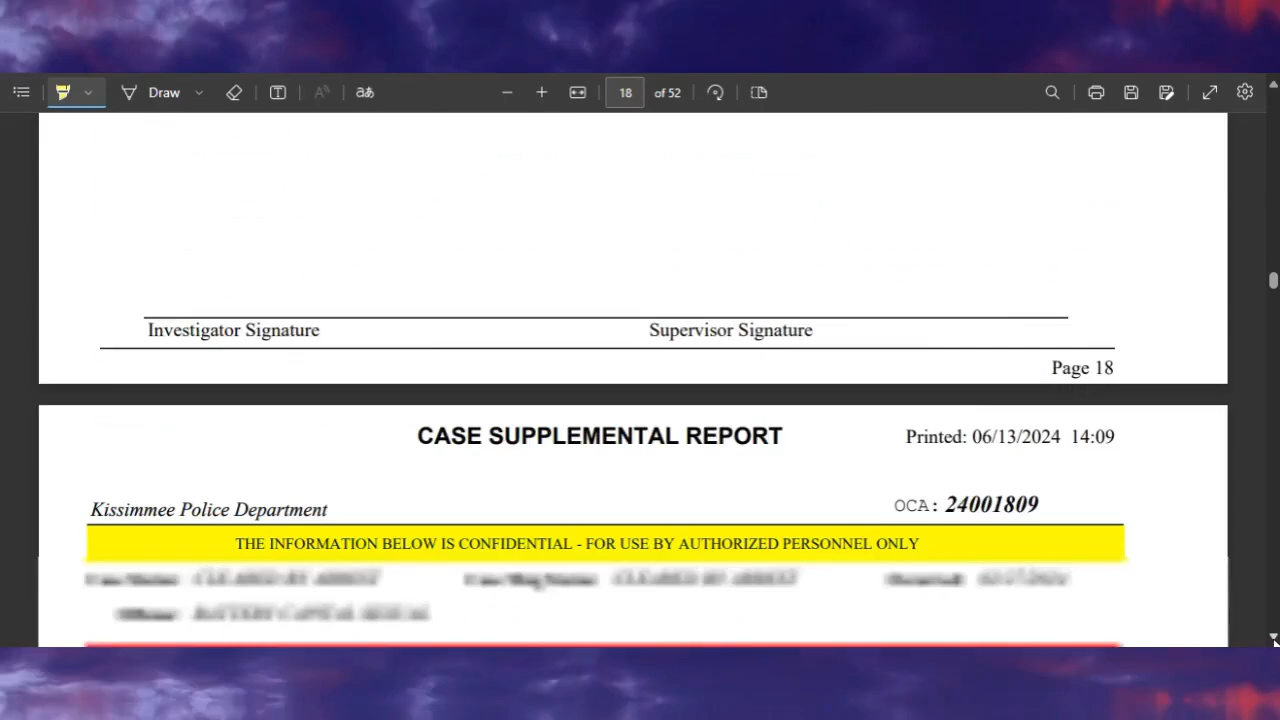 Draw
18 of 52
Investigator Signature Supervisor Signature
Page 18
CASE SUPPLEMENTAL REPORT Printed: 06/13/2024 14:09
Kissimmee Police Department OCA: 24001809
THE INFORMATION BELOW IS CONFIDENTIAL - FOR USE BY AUTHORIZED PERSONNEL ONLY